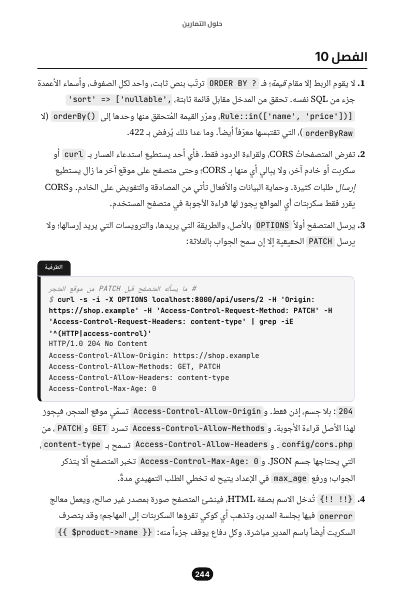 حلول التمارين
الفصل 10
1. لا يقوم الربط إلا مقام قيمة؛ فـ ORDER BY ? ترتّب بنص ثابت، واحد لكل الصفوف، وأسماء الأعمدة
جزء من SQL نفسه. تحقق من المدخل مقابل قائمة ثابتة، 'sort' => ['nullable',
Rule::in(['name', 'price'])]، ومرّر القيمة المُتحقق منها وحدها إلى orderBy() (لا
orderByRaw)، التي تقتبسها معرّفاً أيضاً. وما عدا ذلك يُرفض بـ 422.
2. تفرض المتصفحاتُ CORS، ولقراءة الردود فقط. فأي أحد يستطيع استدعاء المسار بـ curl أو
سكربت أو خادم آخر، ولا يبالي أي منها بـ CORS؛ وحتى متصفح على موقع آخر ما زال يستطيع
إرسال طلبات كثيرة. وحماية البيانات والأفعال تأتي من المصادقة والتفويض على الخادم. وCORS
يقرر فقط سكربتات أي المواقع يجوز لها قراءة الأجوبة في متصفح المستخدم.
3. يرسل المتصفح أولاً OPTIONS بالأصل، والطريقة التي يريدها، والترويسات التي يريد إرسالها؛ ولا
يرسل PATCH الحقيقية إلا إن سمح الجواب بالثلاثة:
الطرفية
# ما يسأله المتصفح قبل PATCH من موقع المتجر
$ curl -s -i -X OPTIONS localhost:8000/api/users/2 -H 'Origin:
https://shop.example' -H 'Access-Control-Request-Method: PATCH' -H
'Access-Control-Request-Headers: content-type' | grep -iE
'^(HTTP|access-control)'
HTTP/1.0 204 No Content
Access-Control-Allow-Origin: https://shop.example
Access-Control-Allow-Methods: GET, PATCH
Access-Control-Allow-Headers: content-type
Access-Control-Max-Age: 0
204 : بلا جسم، إذن فقط. و Access-Control-Allow-Origin تسمّي موقع المتجر، فيجوز
لهذا الأصل قراءة الأجوبة. و Access-Control-Allow-Methods تسرد GET و PATCH ، من
config/cors.php . و Access-Control-Allow-Headers تسمح بـ content-type ،
التي يحتاجها جسم JSON. و Access-Control-Max-Age: 0 تخبر المتصفح ألا يتذكر
الجواب؛ ورفع max_age في الإعداد يتيح له تخطي الطلب التمهيدي مدةً.
4. {!! !!} تُدخل الاسم بصفة HTML، فينشئ المتصفح صورة بمصدر غير صالح، ويعمل معالج
onerror فيها بجلسة المدير، وتذهب أي كوكي تقرؤها السكربتات إلى المهاجم؛ وقد يتصرف
السكربت أيضاً باسم المدير مباشرة. وكل دفاع يوقف جزءاً منه: {{ $product->name }}
244